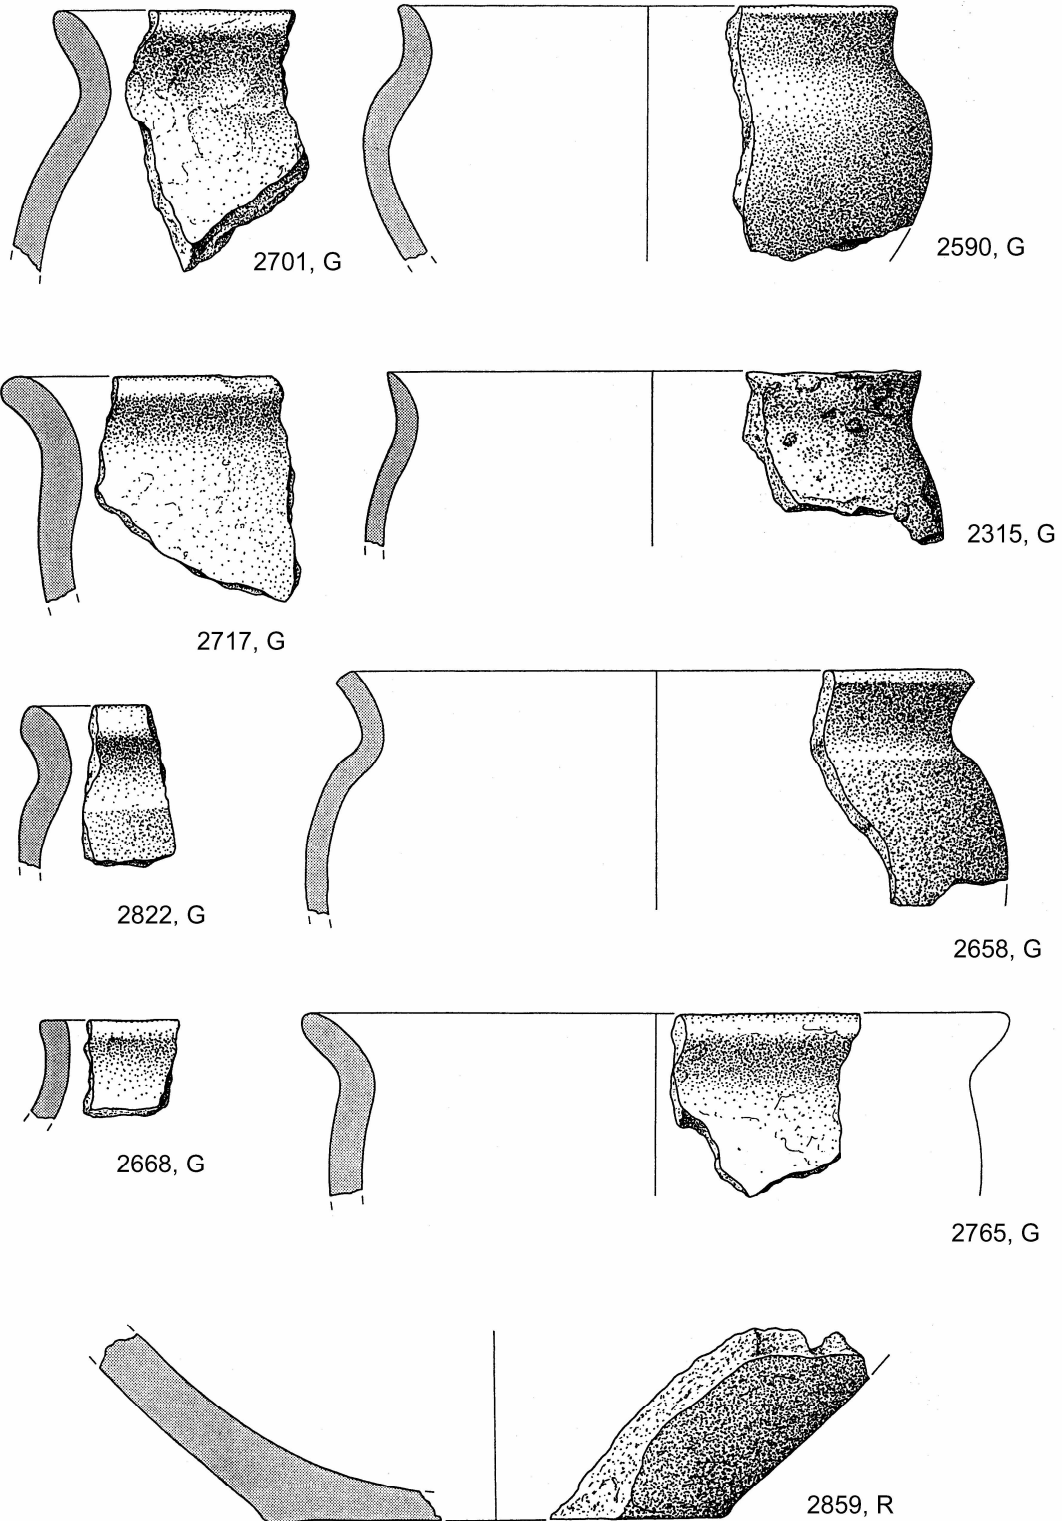 2701, G
2590, G
2315, G
2717, G
2822, G
2658, G
2668, G
2765, G
2859, R